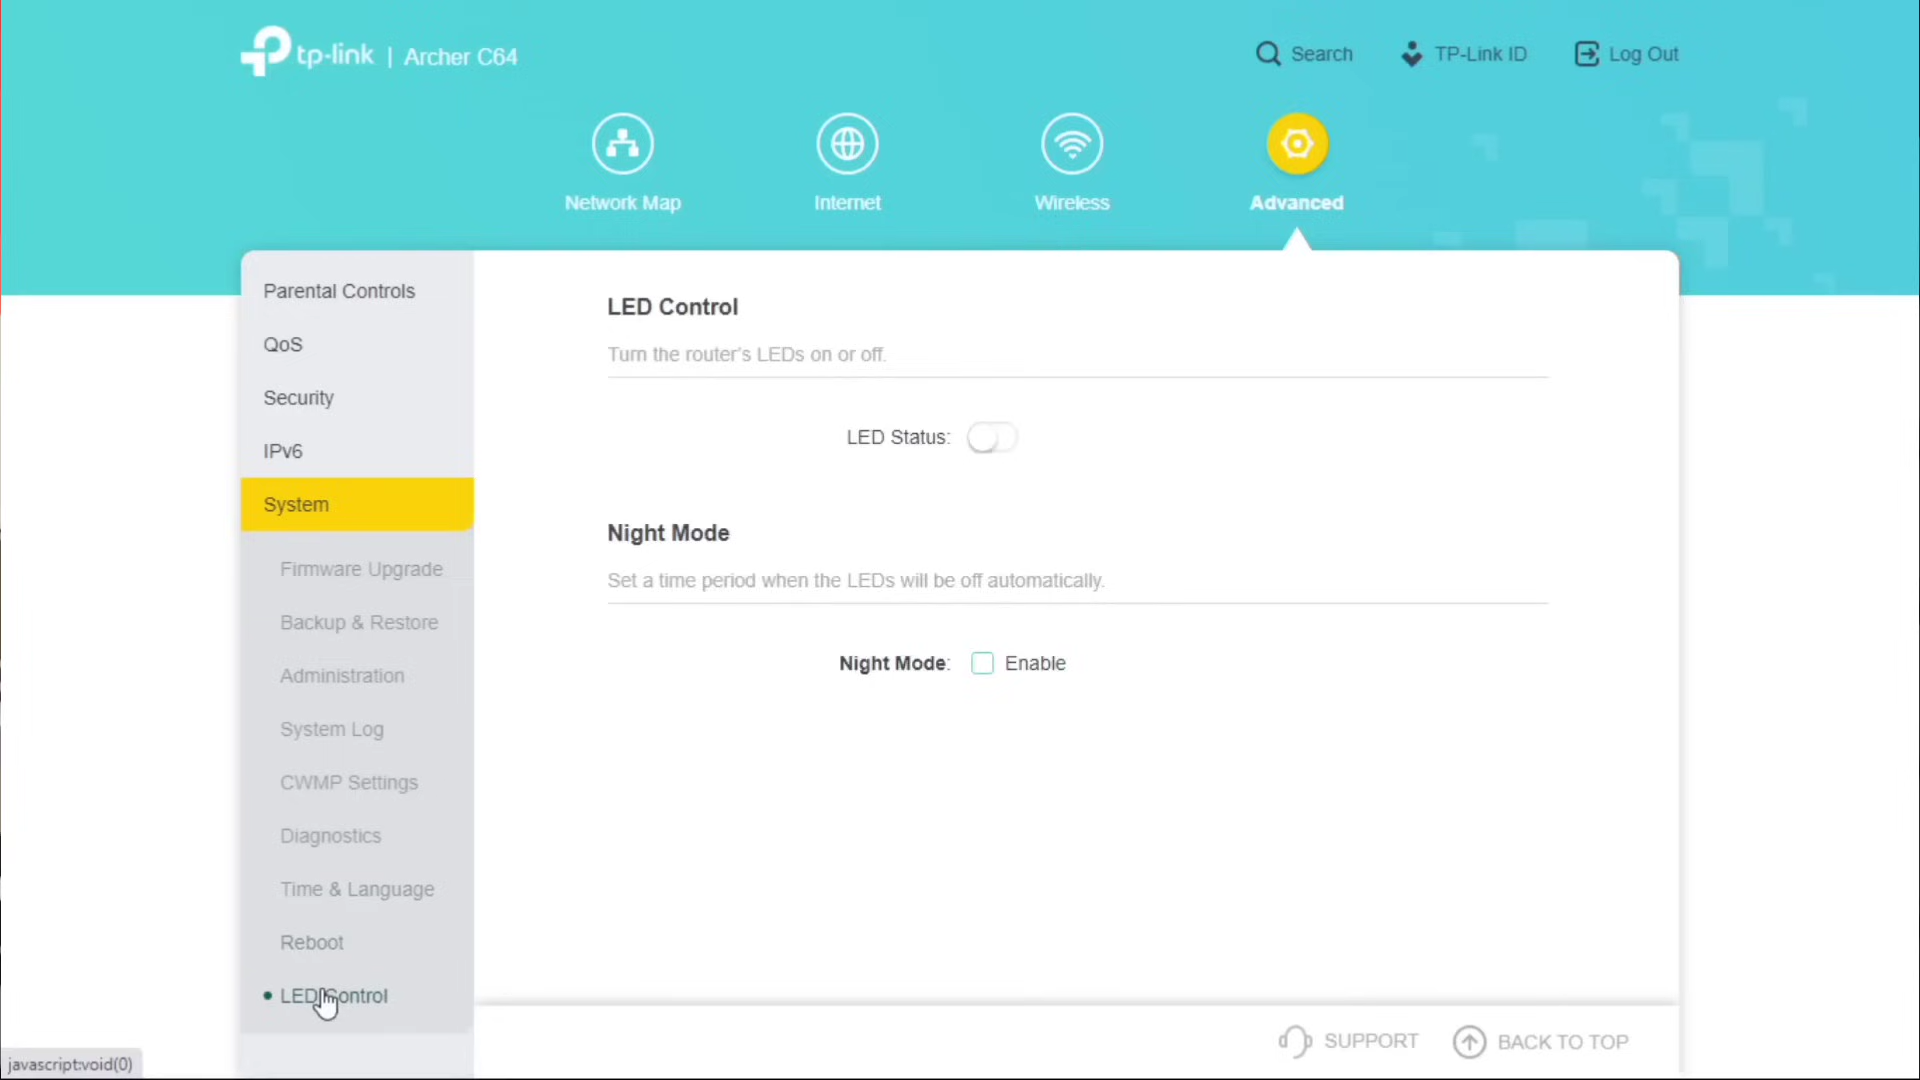 tp-link | Archer C64
Search
TP-Link ID
Log Out
Network Map
Internet
Wireless
Advanced
Parental Controls
QoS
Security
IPv6
System
Firmware Upgrade
Backup & Restore
Administration
System Log
CWMP Settings
Diagnostics
Time & Language
Reboot
LED Control
LED Control
Turn the router's LEDs on or off.
LED Status:
Night Mode
Set a time period when the LEDs will be off automatically.
Night Mode: Enable
SUPPORT
BACK TO TOP
javascript:void(0)